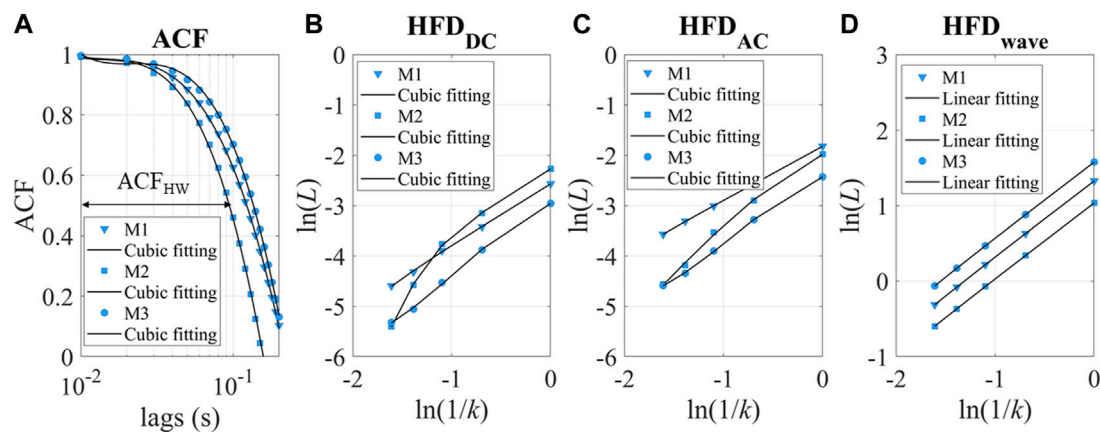 A
ACF
ACF
1
0.8
0.6
0.4
0.2
0
ACF_HW
M1
Cubic fitting
M2
Cubic fitting
M3
Cubic fitting
10^-2
10^-1
lags (s)
B
HFD_DC
ln(L)
0
-1
-2
-3
-4
-5
-6
M1
Cubic fitting
M2
Cubic fitting
M3
Cubic fitting
-2
-1
0
ln(1/k)
C
HFD_AC
ln(L)
0
-1
-2
-3
-4
-5
-6
M1
Cubic fitting
M2
Cubic fitting
M3
Cubic fitting
-2
-1
0
ln(1/k)
D
HFD_wave
ln(L)
3
2
1
0
-1
M1
Linear fitting
M2
Linear fitting
M3
Linear fitting
-2
-1
0
ln(1/k)